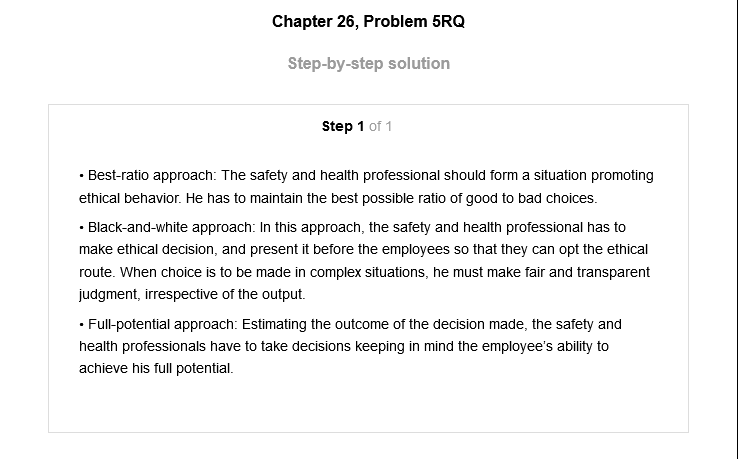 Chapter 26, Problem 5RQ
Step-by-step solution
Step 1 of 1
• Best-ratio approach: The safety and health professional should form a situation promoting
ethical behavior. He has to maintain the best possible ratio of good to bad choices.
• Black-and-white approach: In this approach, the safety and health professional has to
make ethical decision, and present it before the employees so that they can opt the ethical
route. When choice is to be made in complex situations, he must make fair and transparent
judgment, irrespective of the output.
• Full-potential approach: Estimating the outcome of the decision made, the safety and
health professionals have to take decisions keeping in mind the employee’s ability to
achieve his full potential.